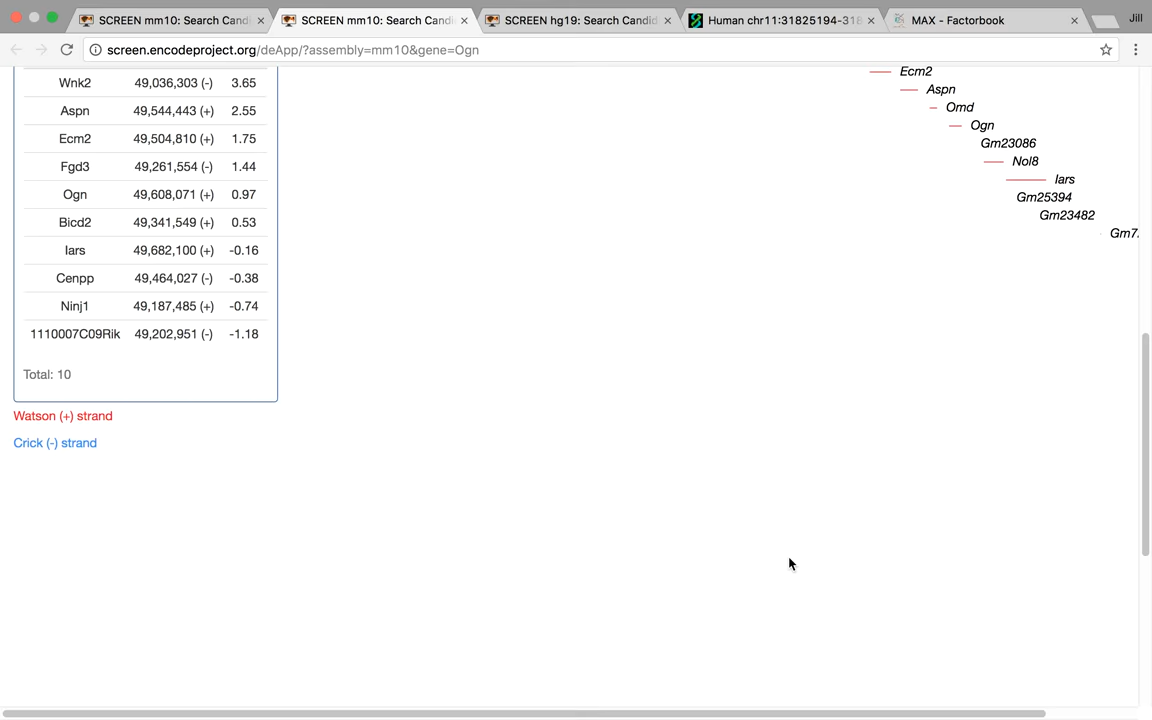 SCREEN mm10: Search Candi
SCREEN mm10: Search Candi
SCREEN hg19: Search Candid
Human chr11:31825194-318
MAX - Factorbook
Jill
screen.encodeproject.org/deApp/?assembly=mm10&gene=Ogn
Wnk2 49,036,303 (-) 3.65
Aspn 49,544,443 (+) 2.55
Ecm2 49,504,810 (+) 1.75
Fgd3 49,261,554 (-) 1.44
Ogn 49,608,071 (+) 0.97
Bicd2 49,341,549 (+) 0.53
Iars 49,682,100 (+) -0.16
Cenpp 49,464,027 (-) -0.38
Ninj1 49,187,485 (+) -0.74
1110007C09Rik 49,202,951 (-) -1.18
Total: 10
Watson (+) strand
Crick (-) strand
Ecm2
Aspn
Omd
Ogn
Gm23086
Nol8
Iars
Gm25394
Gm23482
Gm7